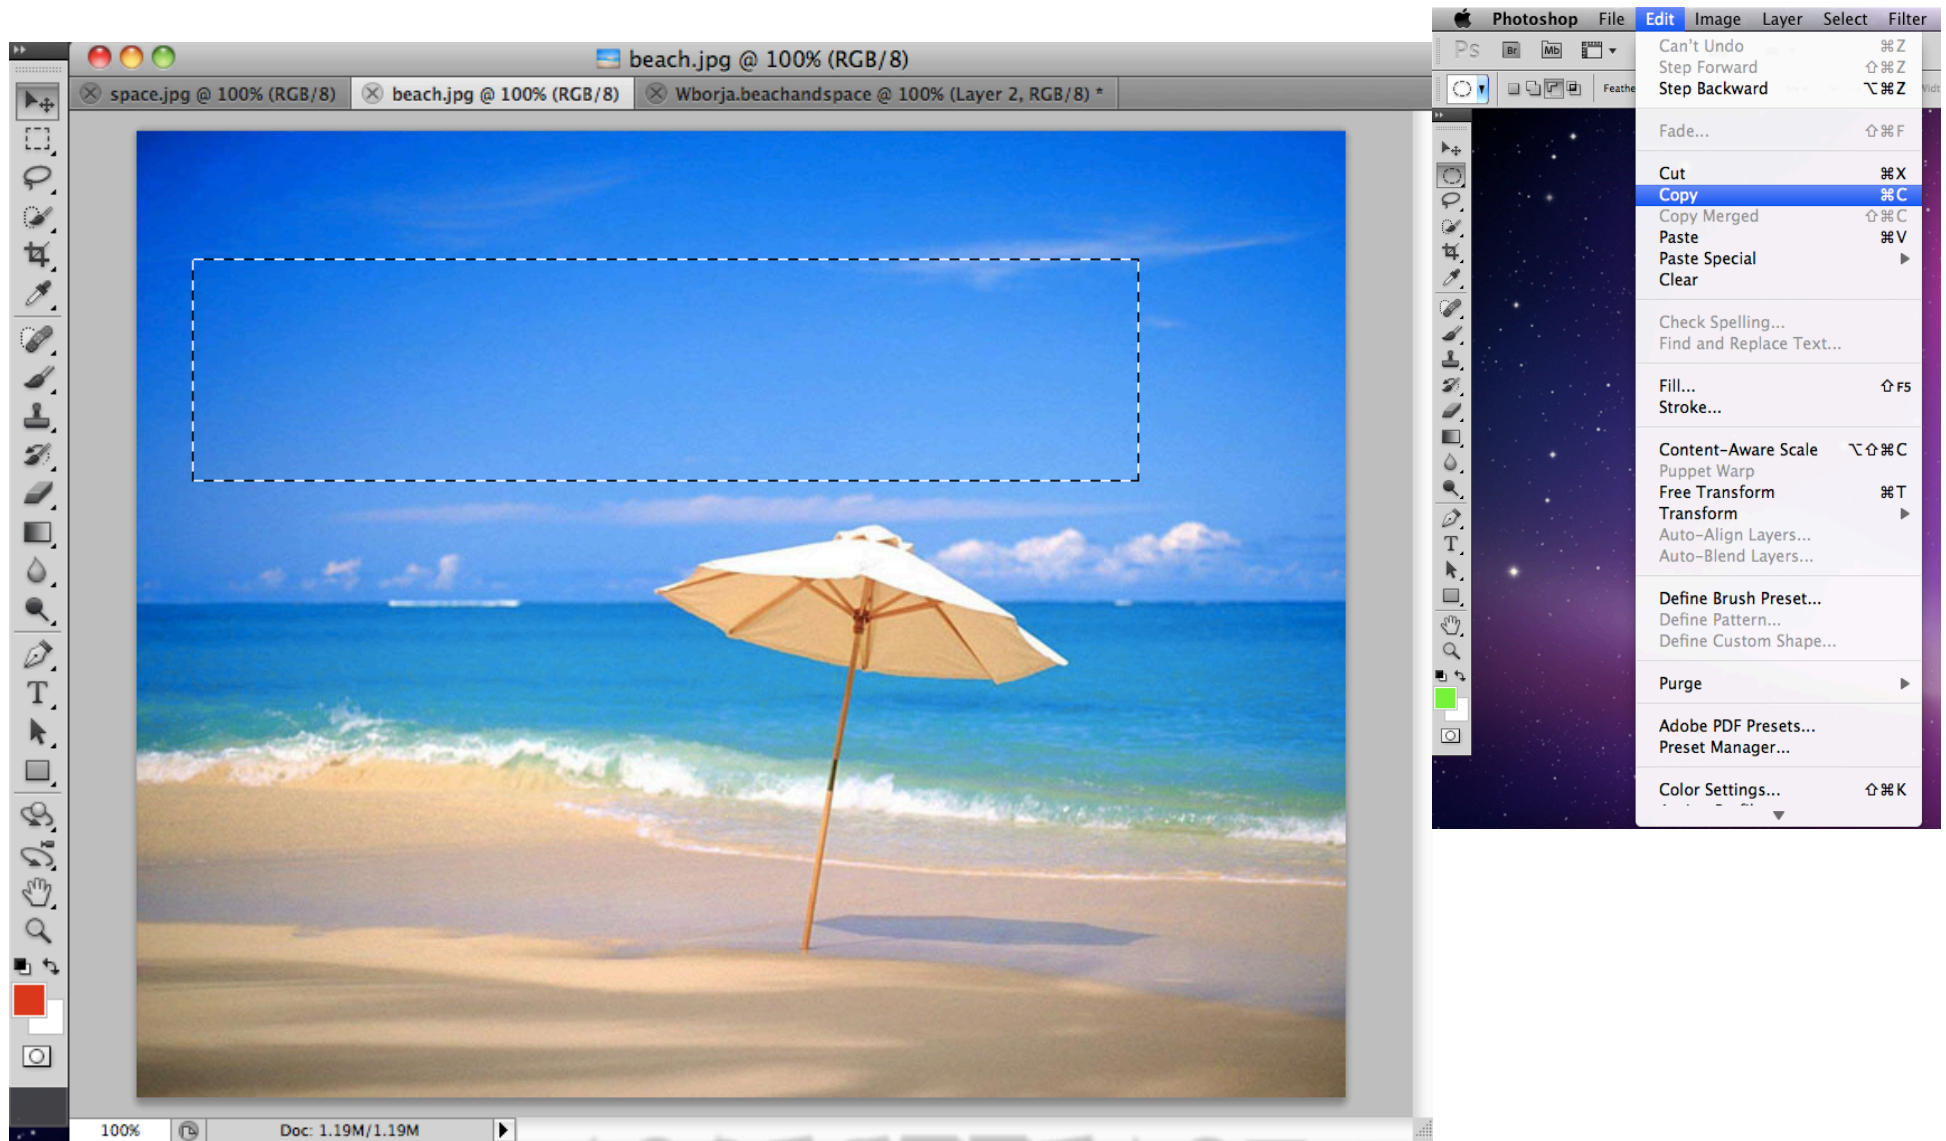 beach.jpg @ 100% (RGB/8)
space.jpg @ 100% (RGB/8)
beach.jpg @ 100% (RGB/8)
Wborja.beachandspace @ 100% (Layer 2, RGB/8) *
T
100%
Doc: 1.19M/1.19M
Photoshop File Edit Image Layer Select Filter
Ps Br Mb
Feathe
Can't Undo ⌘Z
Step Forward ⇧⌘Z
Step Backward ⌥⌘Z
Fade... ⇧⌘F
Cut ⌘X
Copy ⌘C
Copy Merged ⇧⌘C
Paste ⌘V
Paste Special
Clear
Check Spelling...
Find and Replace Text...
Fill... ⇧F5
Stroke...
Content-Aware Scale ⌥⇧⌘C
Puppet Warp
Free Transform ⌘T
Transform
Auto-Align Layers...
Auto-Blend Layers...
Define Brush Preset...
Define Pattern...
Define Custom Shape...
Purge
Adobe PDF Presets...
Preset Manager...
Color Settings... ⇧⌘K
T